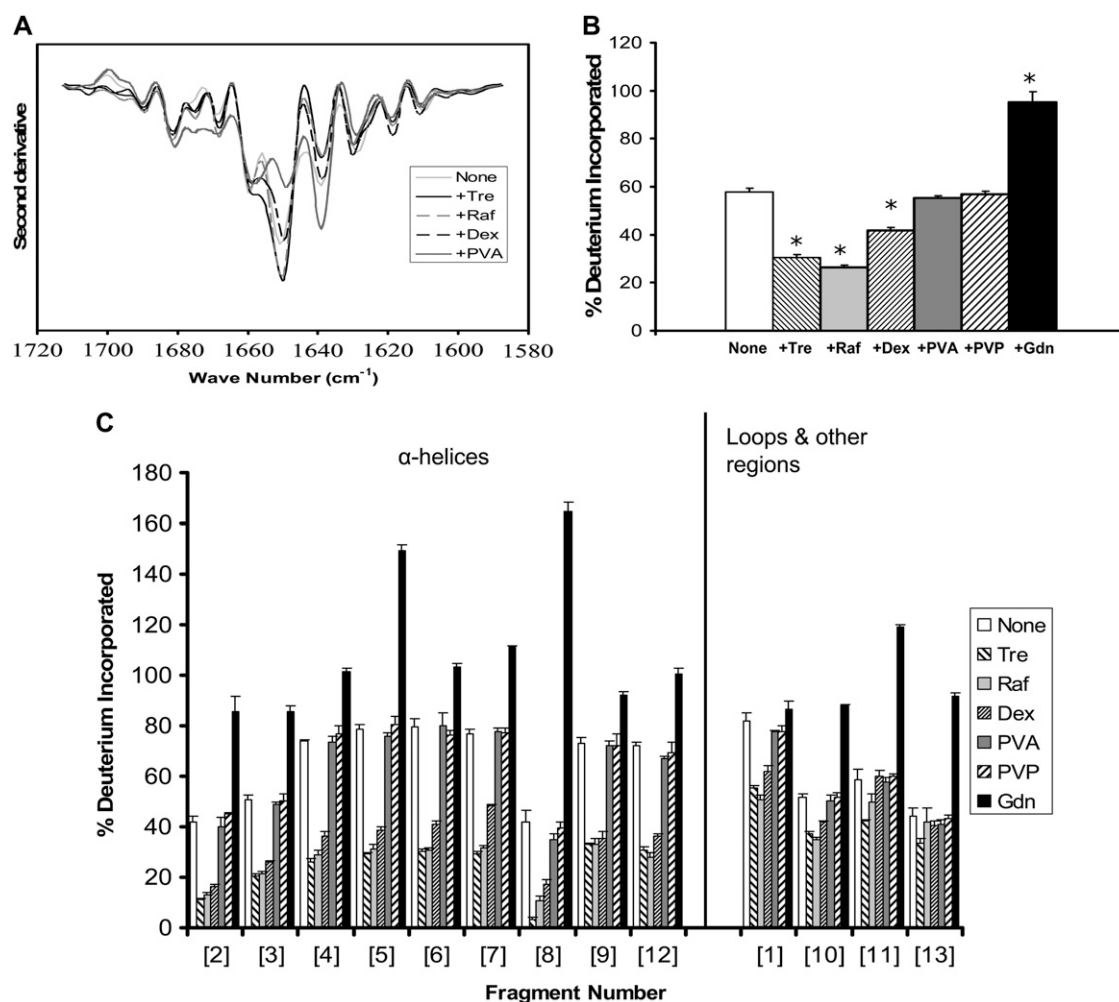 A
Second derivative
None
+Tre
+Raf
+Dex
+PVA
1720 1700 1680 1660 1640 1620 1600 1580
Wave Number (cm⁻¹)
B
% Deuterium Incorporated
120
100
80
60
40
20
0
* * * *
None +Tre +Raf +Dex +PVA +PVP +Gdn
C
α-helices
Loops & other
regions
% Deuterium Incorporated
180
160
140
120
100
80
60
40
20
0
None
Tre
Raf
Dex
PVA
PVP
Gdn
[2] [3] [4] [5] [6] [7] [8] [9] [12] [1] [10] [11] [13]
Fragment Number